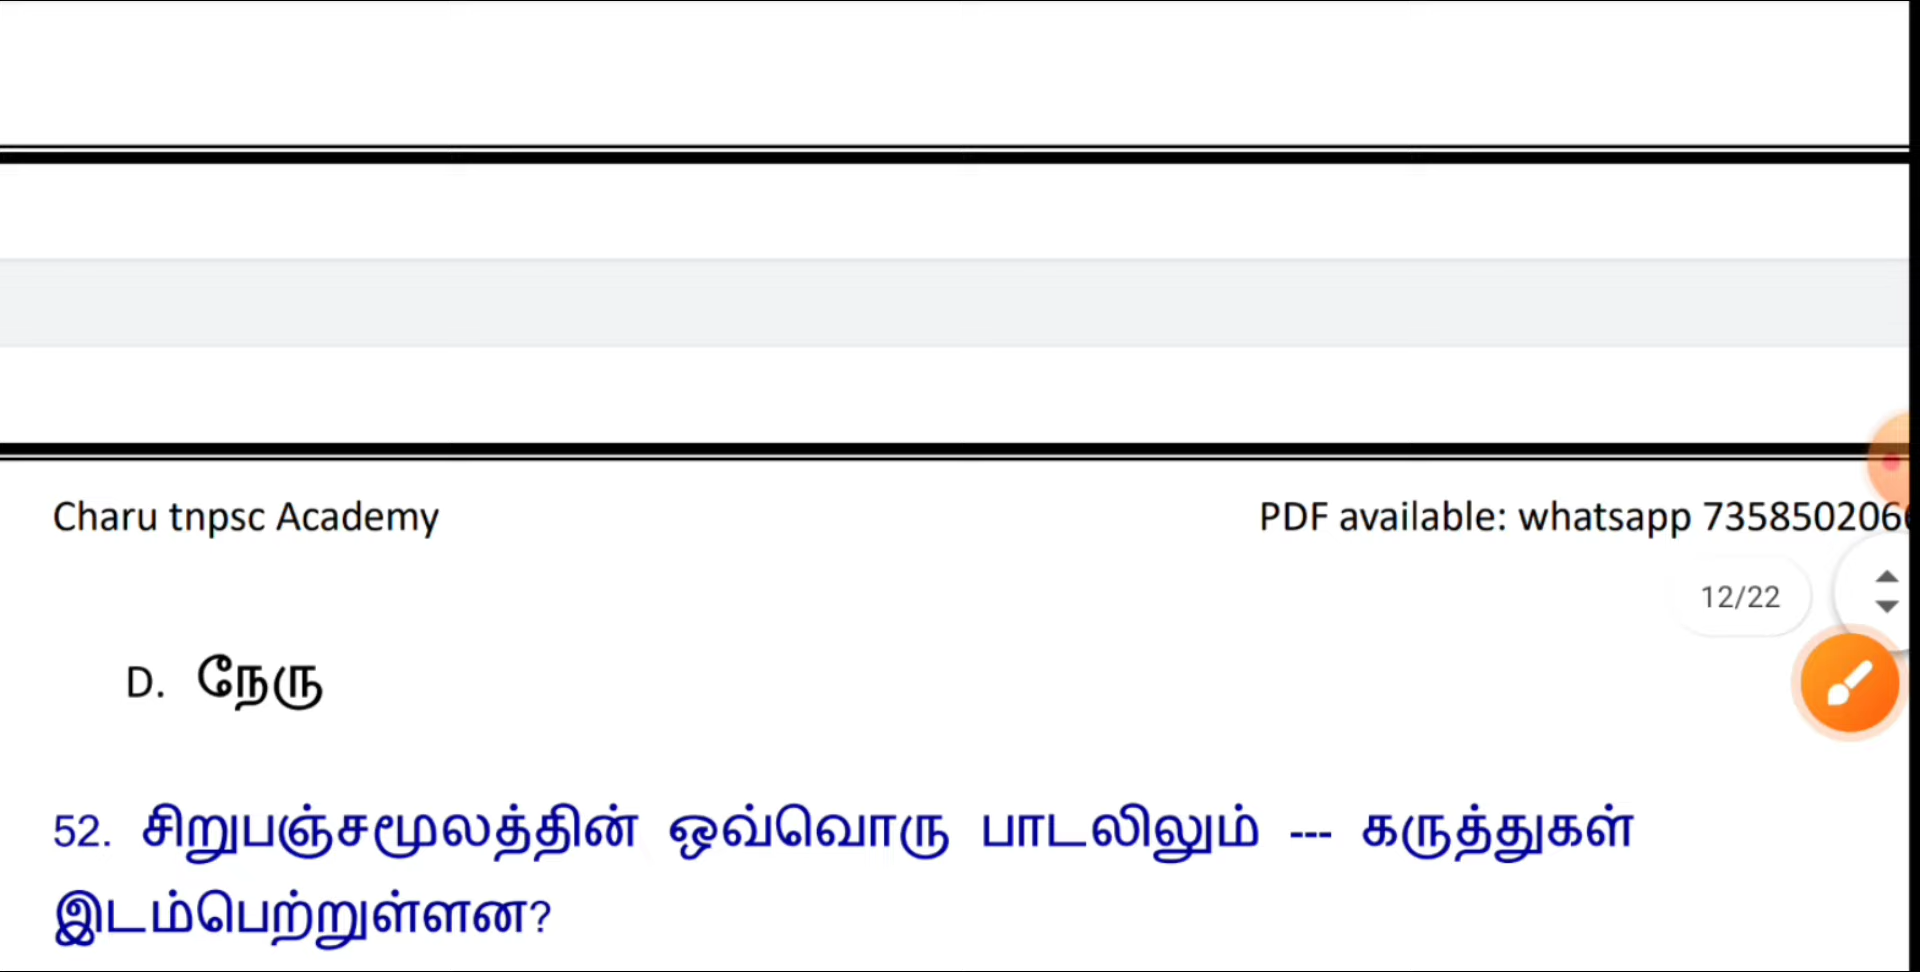 Charu tnpsc Academy
PDF available: whatsapp 735850206
12/22
D. நேரு
52. சிறுபஞ்சமூலத்தின் ஒவ்வொரு பாடலிலும் --- கருத்துகள்
இடம்பெற்றுள்ளன?